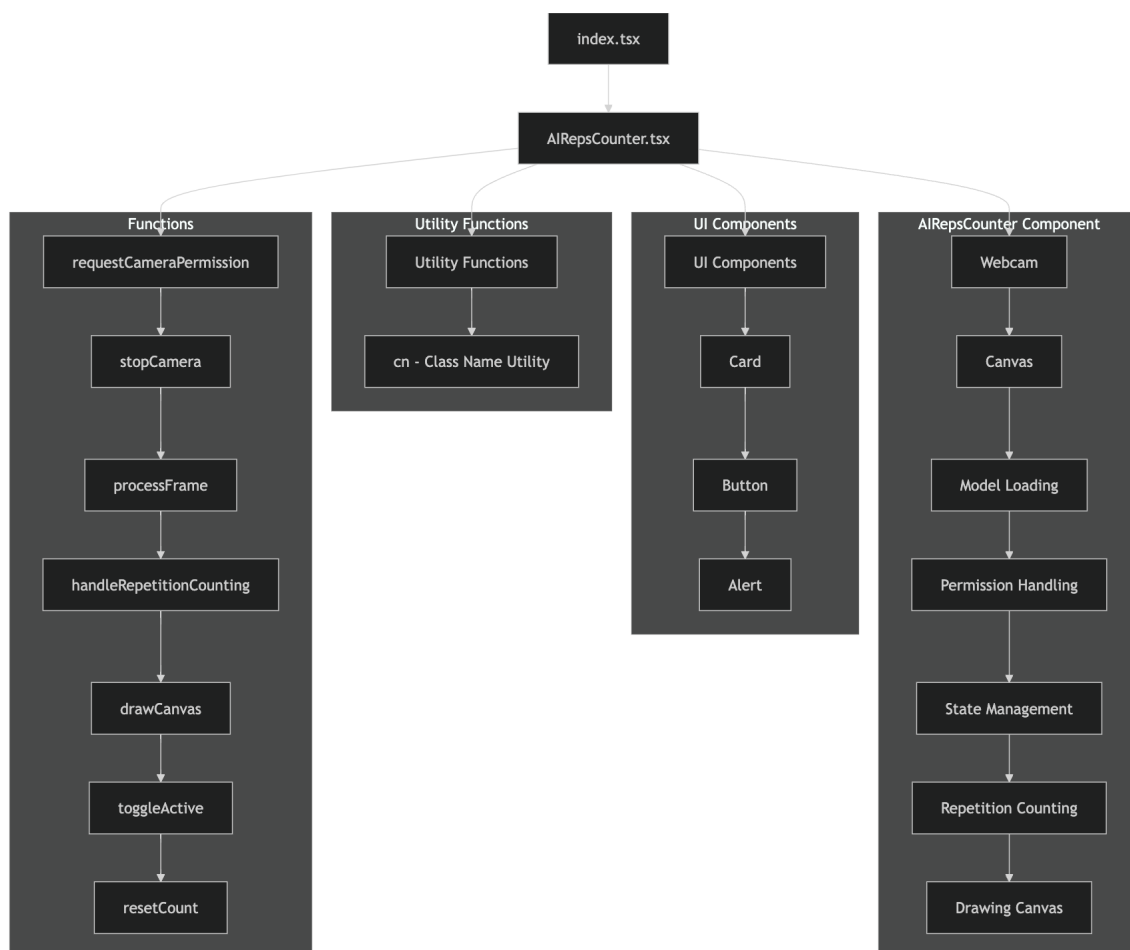 index.tsx
AIRepsCounter.tsx
Functions
requestCameraPermission
stopCamera
processFrame
handleRepetitionCounting
drawCanvas
toggleActive
resetCount
Utility Functions
Utility Functions
cn - Class Name Utility
UI Components
UI Components
Card
Button
Alert
AIRepsCounter Component
Webcam
Canvas
Model Loading
Permission Handling
State Management
Repetition Counting
Drawing Canvas